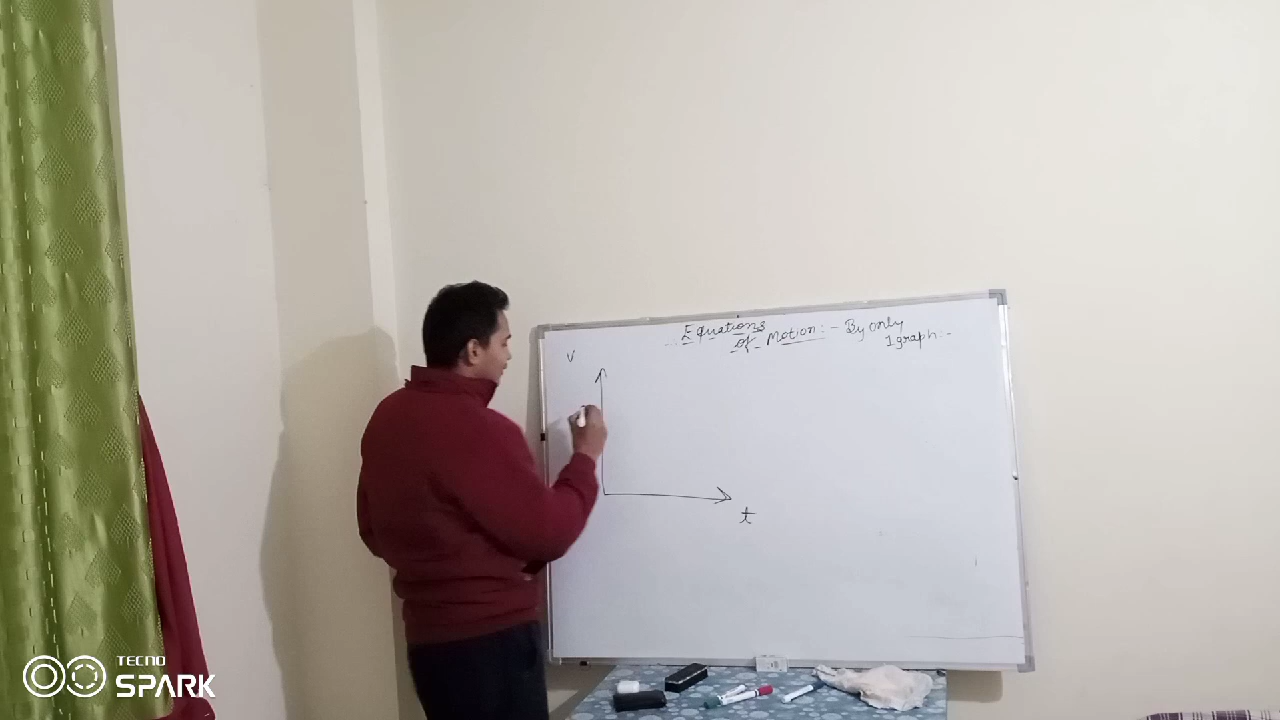 Equations
of Motion:- By only
1 graph:-
v
t
TECNO
SPARK